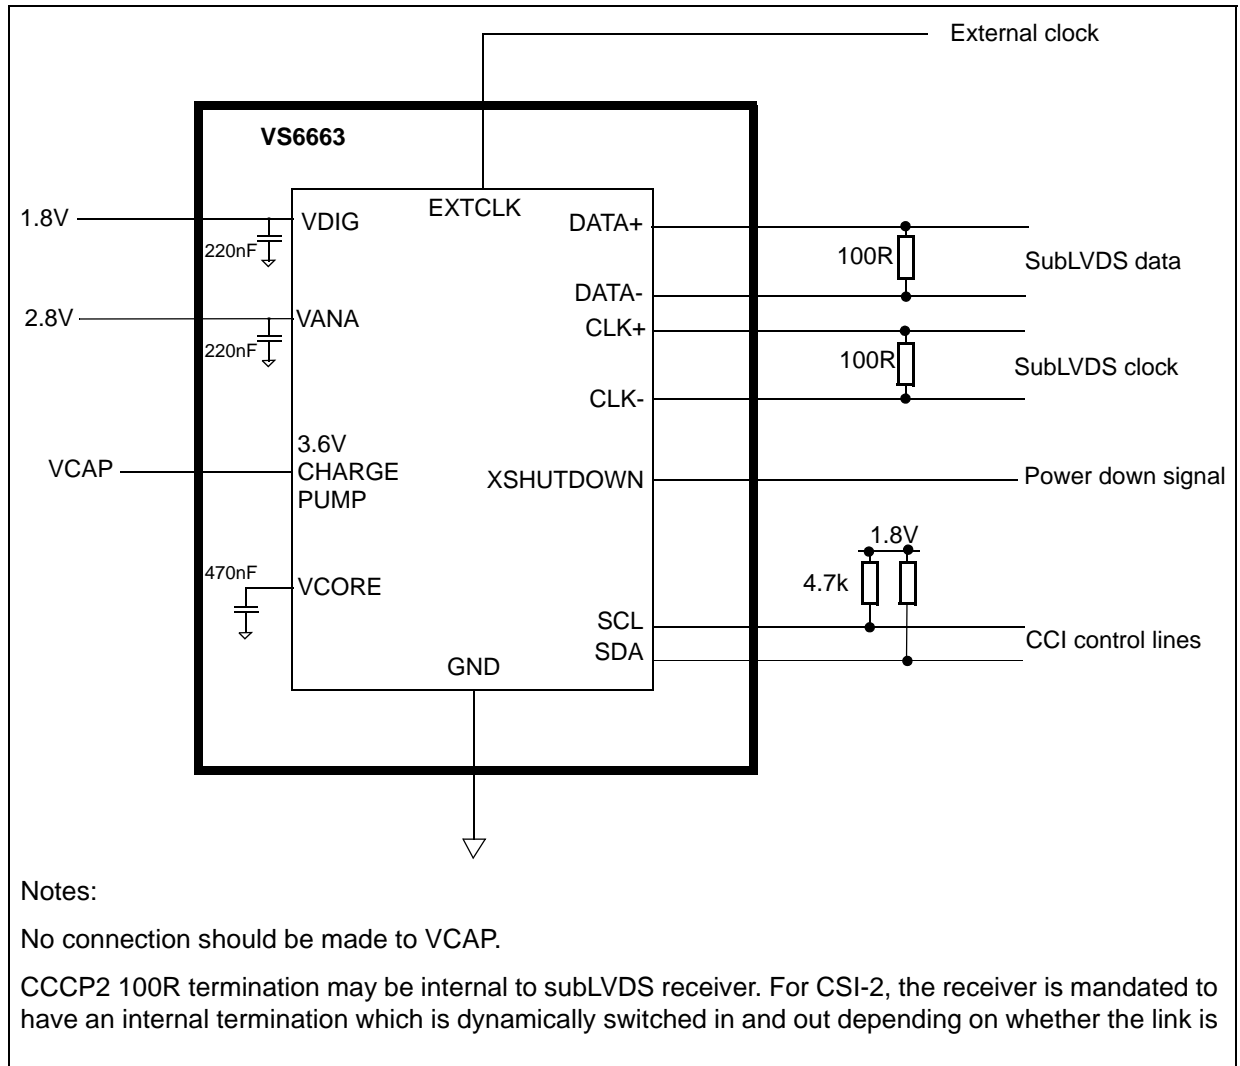 External clock
VS6663
1.8V
VDIG
EXTCLK
DATA+
220nF
100R
SubLVDS data
DATA-
2.8V
VANA
CLK+
220nF
100R
SubLVDS clock
CLK-
3.6V
CHARGE
PUMP
VCAP
XSHUTDOWN
Power down signal
1.8V
470nF
VCORE
4.7k
SCL
SDA
CCI control lines
GND
Notes:
No connection should be made to VCAP.
CCCP2 100R termination may be internal to subLVDS receiver. For CSI-2, the receiver is mandated to
have an internal termination which is dynamically switched in and out depending on whether the link is